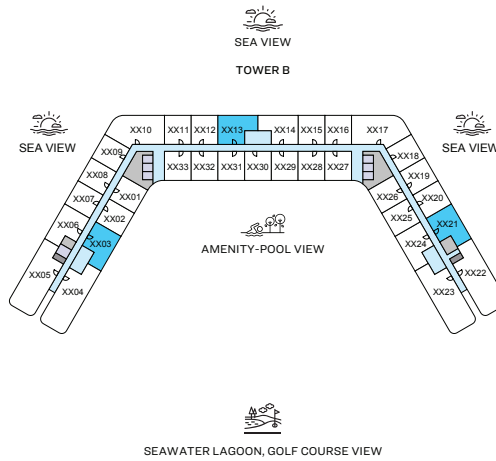 SEA VIEW
TOWER B
SEA VIEW
SEA VIEW
XX10
XX11
XX12
XX13
XX14
XX15
XX16
XX17
XX09
XX33
XX32
XX31
XX30
XX29
XX28
XX27
XX18
XX08
XX01
XX26
XX19
XX07
XX02
XX25
XX20
XX06
XX03
AMENITY-POOL VIEW
XX24
XX21
XX05
XX04
XX23
XX22
SEAWATER LAGOON, GOLF COURSE VIEW